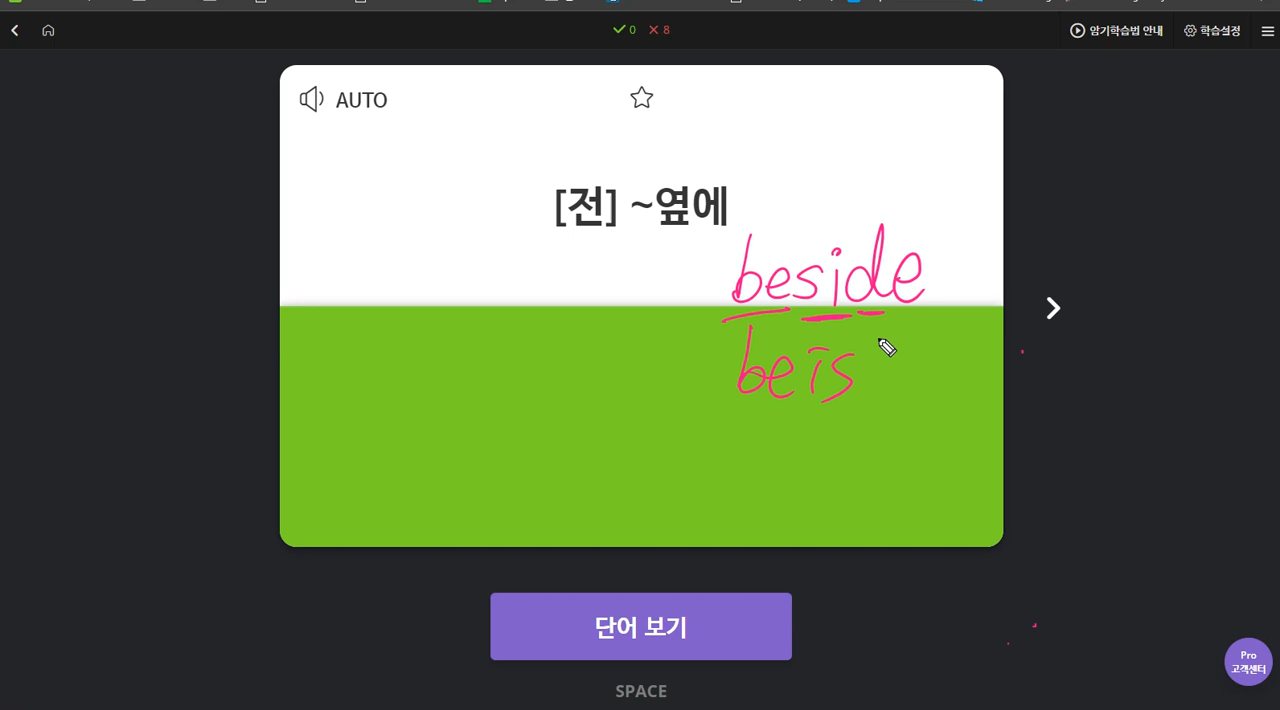 0 8 암기학습법 안내 학습설정
AUTO
[전] ~옆에
beside
beis
단어 보기
SPACE
Pro
고객센터